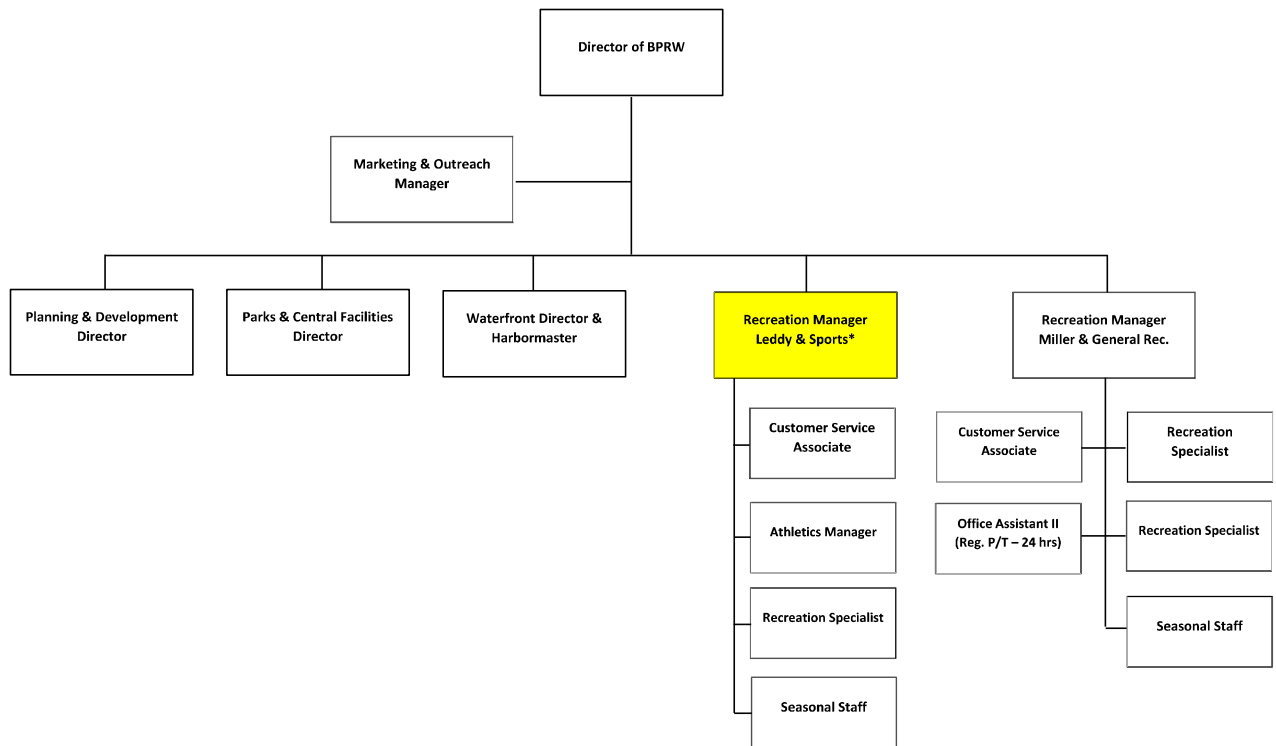 Director of BPRW
Marketing & Outreach
Manager
Planning & Development
Director
Parks & Central Facilities
Director
Waterfront Director &
Harbormaster
Recreation Manager
Leddy & Sports*
Recreation Manager
Miller & General Rec.
Customer Service
Associate
Athletics Manager
Recreation Specialist
Seasonal Staff
Customer Service
Associate
Recreation
Specialist
Office Assistant II
(Reg. P/T – 24 hrs)
Recreation Specialist
Seasonal Staff